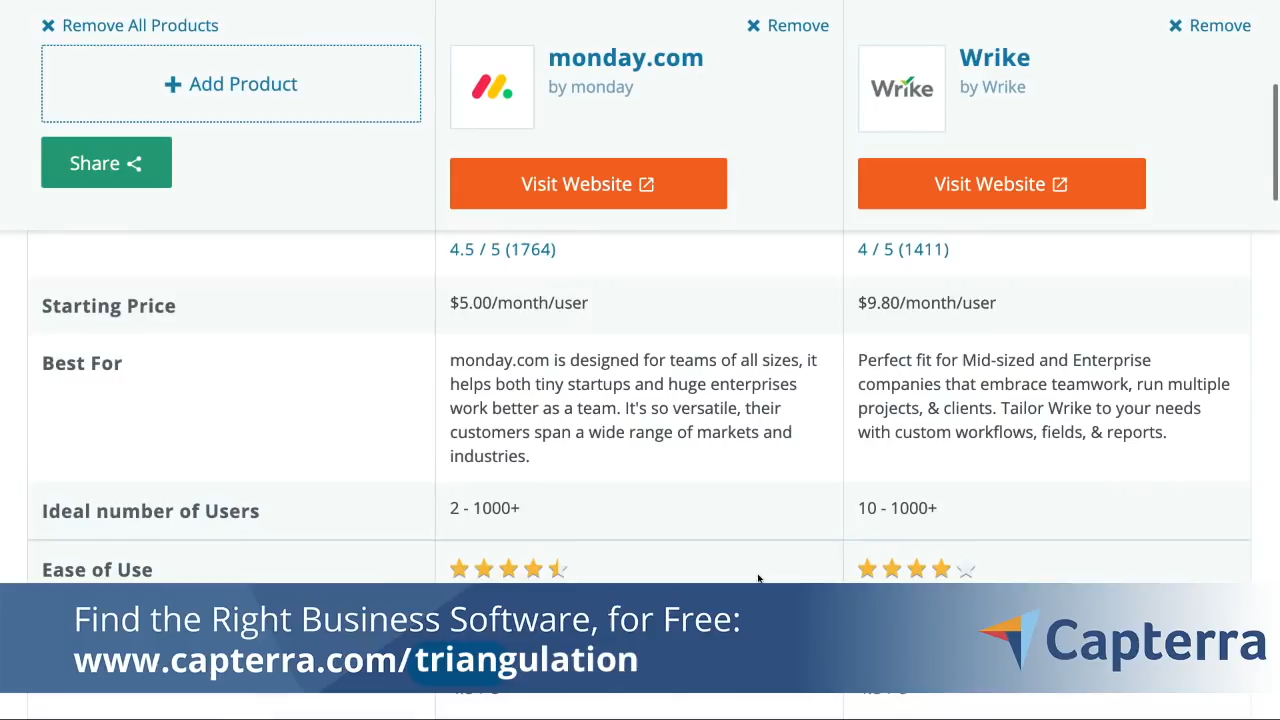 Remove All Products
Add Product
Share
Remove
monday.com
by monday
Visit Website
Remove
Wrike
Wrike
by Wrike
Visit Website
4.5 / 5 (1764)
4 / 5 (1411)
Starting Price
$5.00/month/user
$9.80/month/user
Best For
monday.com is designed for teams of all sizes, it
helps both tiny startups and huge enterprises
work better as a team. It's so versatile, their
customers span a wide range of markets and
industries.
Perfect fit for Mid-sized and Enterprise
companies that embrace teamwork, run multiple
projects, & clients. Tailor Wrike to your needs
with custom workflows, fields, & reports.
Ideal number of Users
2 - 1000+
10 - 1000+
Ease of Use
Find the Right Business Software, for Free:
www.capterra.com/triangulation
Capterra